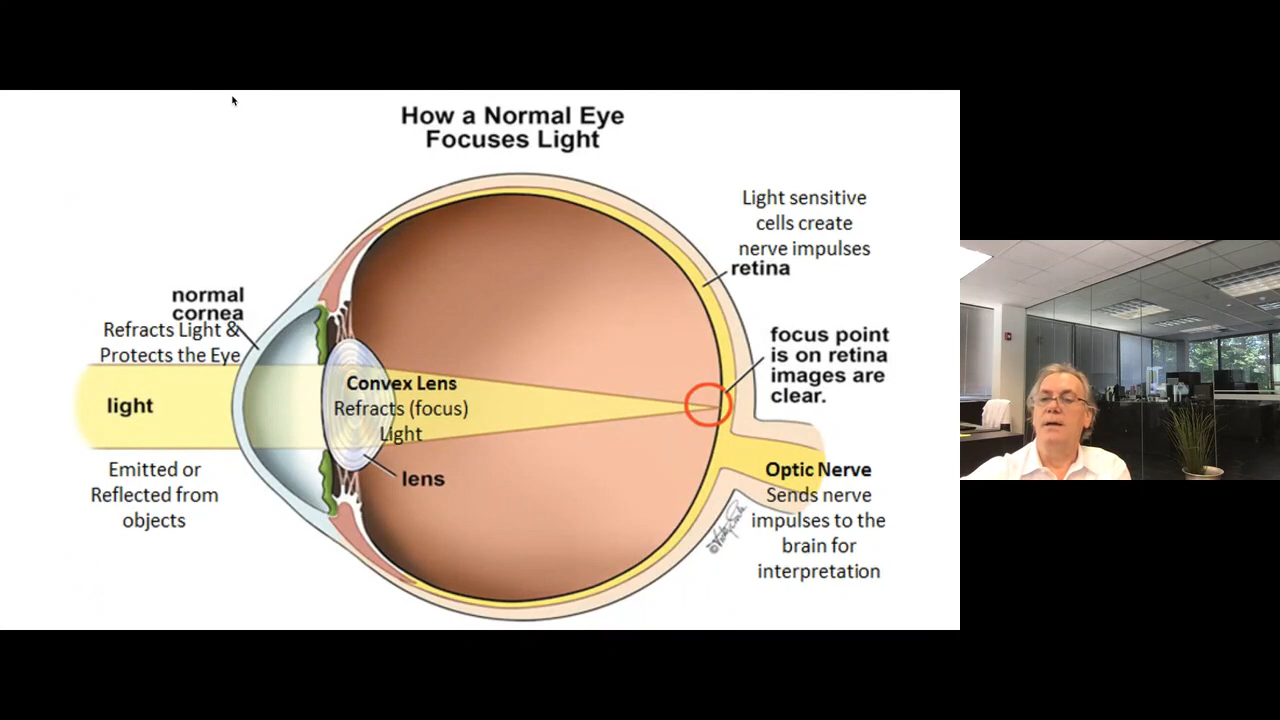 How a Normal Eye
Focuses Light
Light sensitive
cells create
nerve impulses
retina
normal
cornea
Refracts Light &
Protects the Eye
focus point
is on retina
images are
clear.
Convex Lens
Refracts (focus)
Light
light
lens
Emitted or
Reflected from
objects
Optic Nerve
Sends nerve
impulses to the
brain for
interpretation